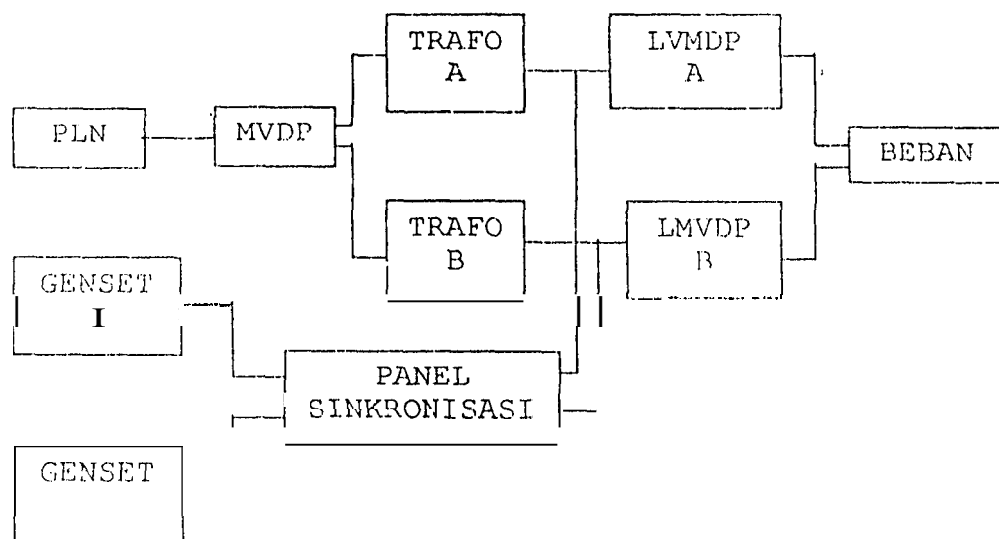 TRAFO
A
LVMDP
A
PLN
MVDP
BEBAN
TRAFO
B
LMVDP
B
GENSET
I
PANEL
SINKRONISASI
GENSET